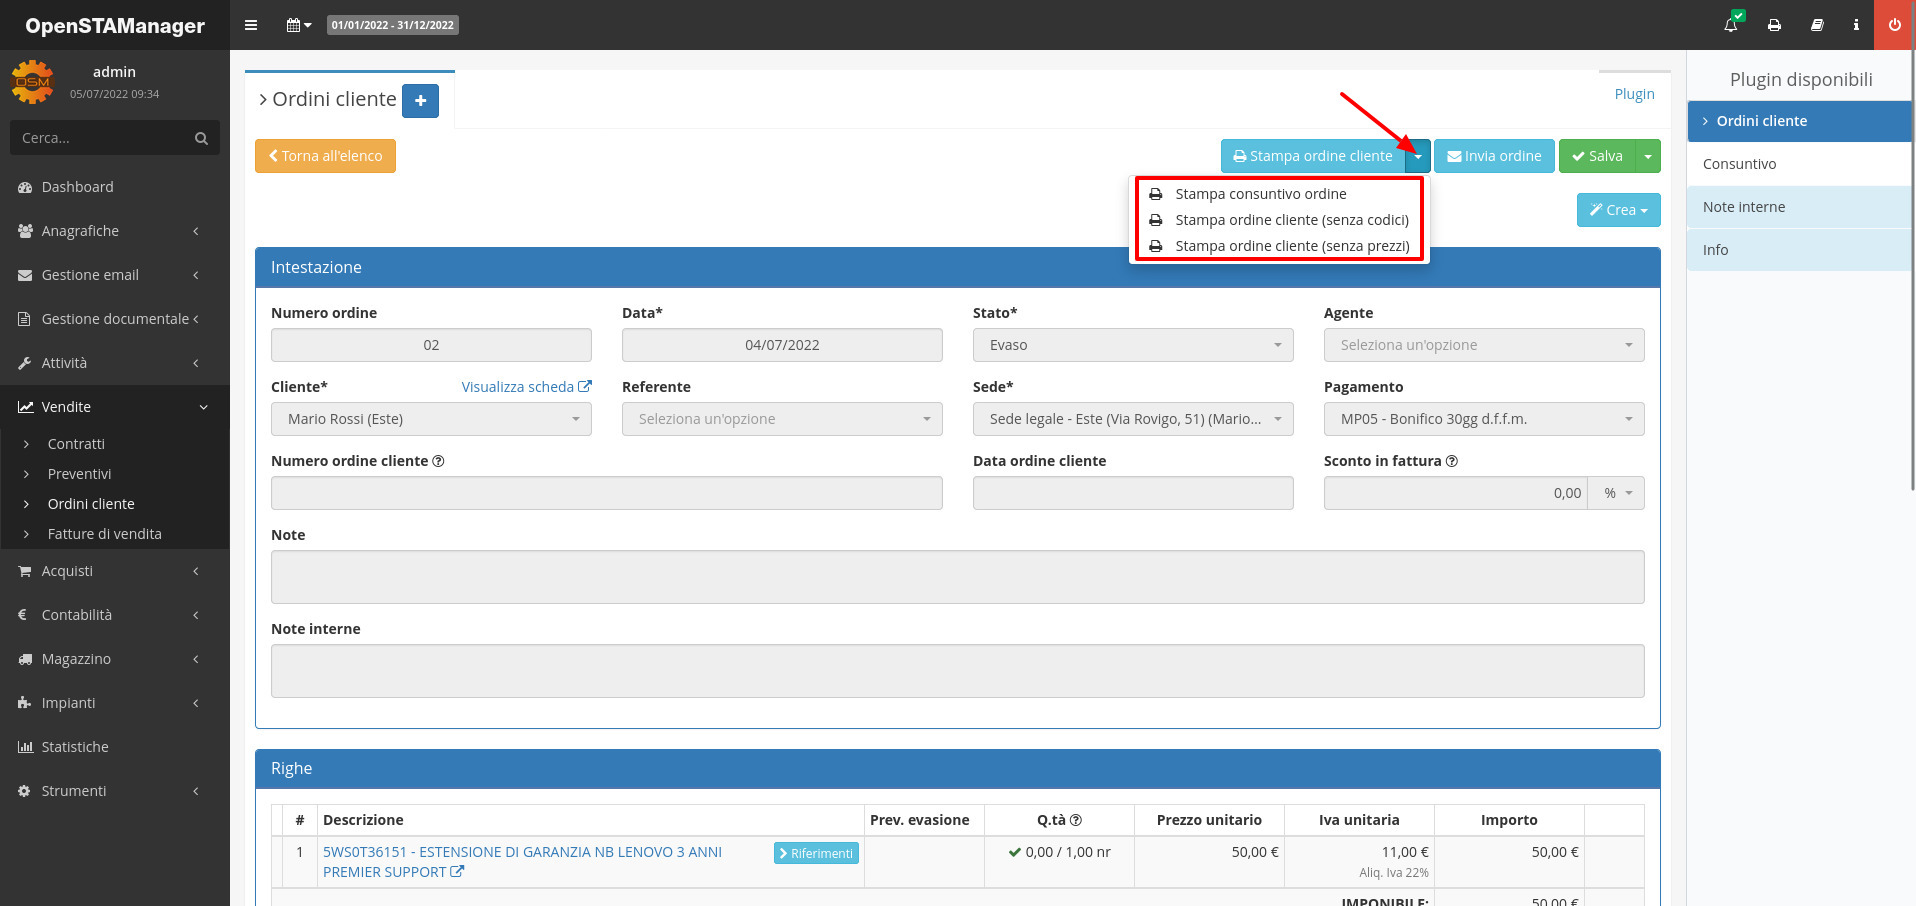 OpenSTAManager
01/01/2022 - 31/12/2022
admin
05/07/2022 09:34
Cerca...
Dashboard
Anagrafiche
Gestione email
Gestione documentale
Attività
Vendite
Contratti
Preventivi
Ordini cliente
Fatture di vendita
Acquisti
Contabilità
Magazzino
Impianti
Statistiche
Strumenti
Ordini cliente
Plugin
Torna all'elenco
Stampa ordine cliente
Invia ordine
Salva
Stampa consuntivo ordine
Stampa ordine cliente (senza codici)
Stampa ordine cliente (senza prezzi)
Crea
Intestazione
Numero ordine
Data*
Stato*
Agente
02
04/07/2022
Evaso
Seleziona un'opzione
Cliente*
Visualizza scheda
Referente
Sede*
Pagamento
Mario Rossi (Este)
Seleziona un'opzione
Sede legale - Este (Via Rovigo, 51) (Mario...
MP05 - Bonifico 30gg d.f.f.m.
Numero ordine cliente
Data ordine cliente
Sconto in fattura
0,00
%
Note
Note interne
Righe
#
Descrizione
Prev. evasione
Q.tà
Prezzo unitario
Iva unitaria
Importo
1
5WS0T36151 - ESTENSIONE DI GARANZIA NB LENOVO 3 ANNI
PREMIER SUPPORT
Riferimenti
0,00 / 1,00 nr
50,00 €
11,00 €
Aliq. Iva 22%
50,00 €
IMPONIBILE:
50,00 €
Plugin disponibili
Ordini cliente
Consuntivo
Note interne
Info